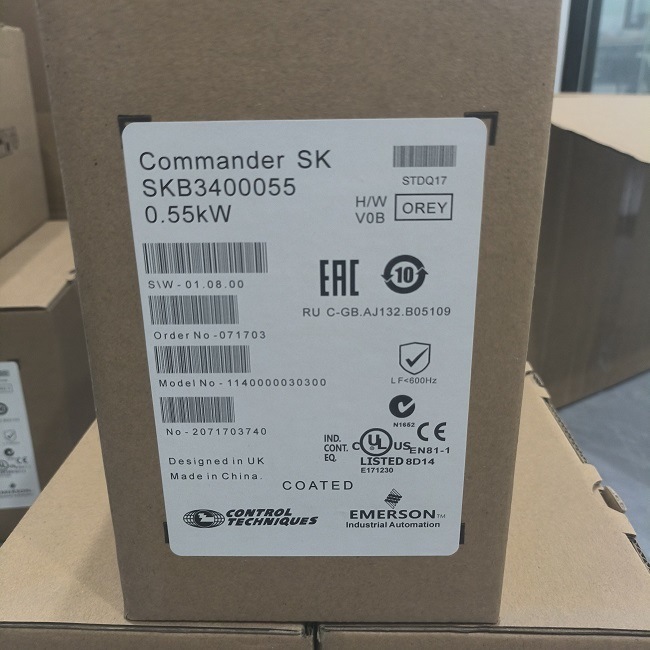 Commander SK
SKB3400055
0.55kW
STDQ17
H/W
V0B
OREY
S\W - 01.08.00
EAC
10
RU C-GB.AJ132.B05109
Order No - 071703
Model No - 1140000030300
LF<600Hz
No - 2071703740
N1652
IND.
CONT.
EQ.
C UL US
LISTED 8D14
E171230
CE
EN81-1
Designed in UK
Made in China.
COATED
CONTROL
TECHNIQUES
EMERSON™
Industrial Automation